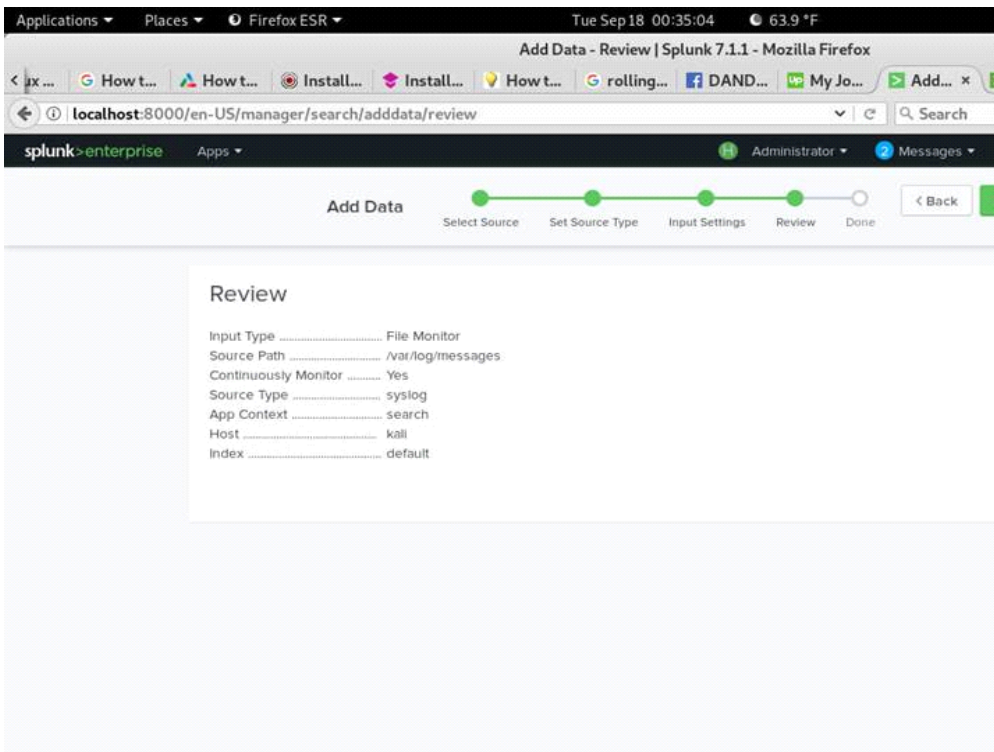 Applications Places Firefox ESR Tue Sep 18 00:35:04 63.9 °F
Add Data - Review | Splunk 7.1.1 - Mozilla Firefox
ux ... How t... How t... Install... Install... How t... rolling... DAND... My Jo... Add... ×
localhost:8000/en-US/manager/search/adddata/review Search
splunk>enterprise Apps H Administrator 2 Messages
Add Data Select Source Set Source Type Input Settings Review Done < Back
Review
Input Type ................................ File Monitor
Source Path ............................ /var/log/messages
Continuously Monitor ........... Yes
Source Type ........................... syslog
App Context ........................... search
Host ......................................... kali
Index ......................................... default